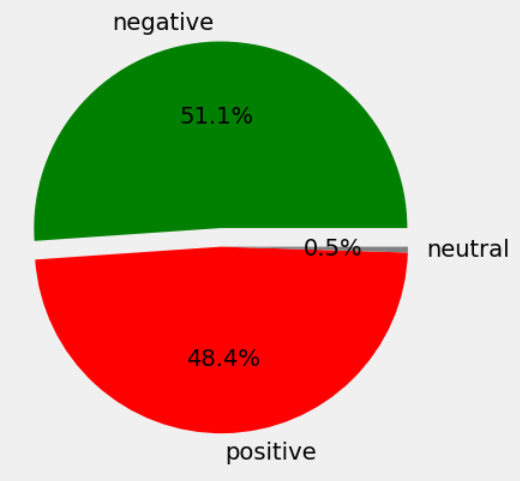 negative
51.1%
0.5%
neutral
48.4%
positive